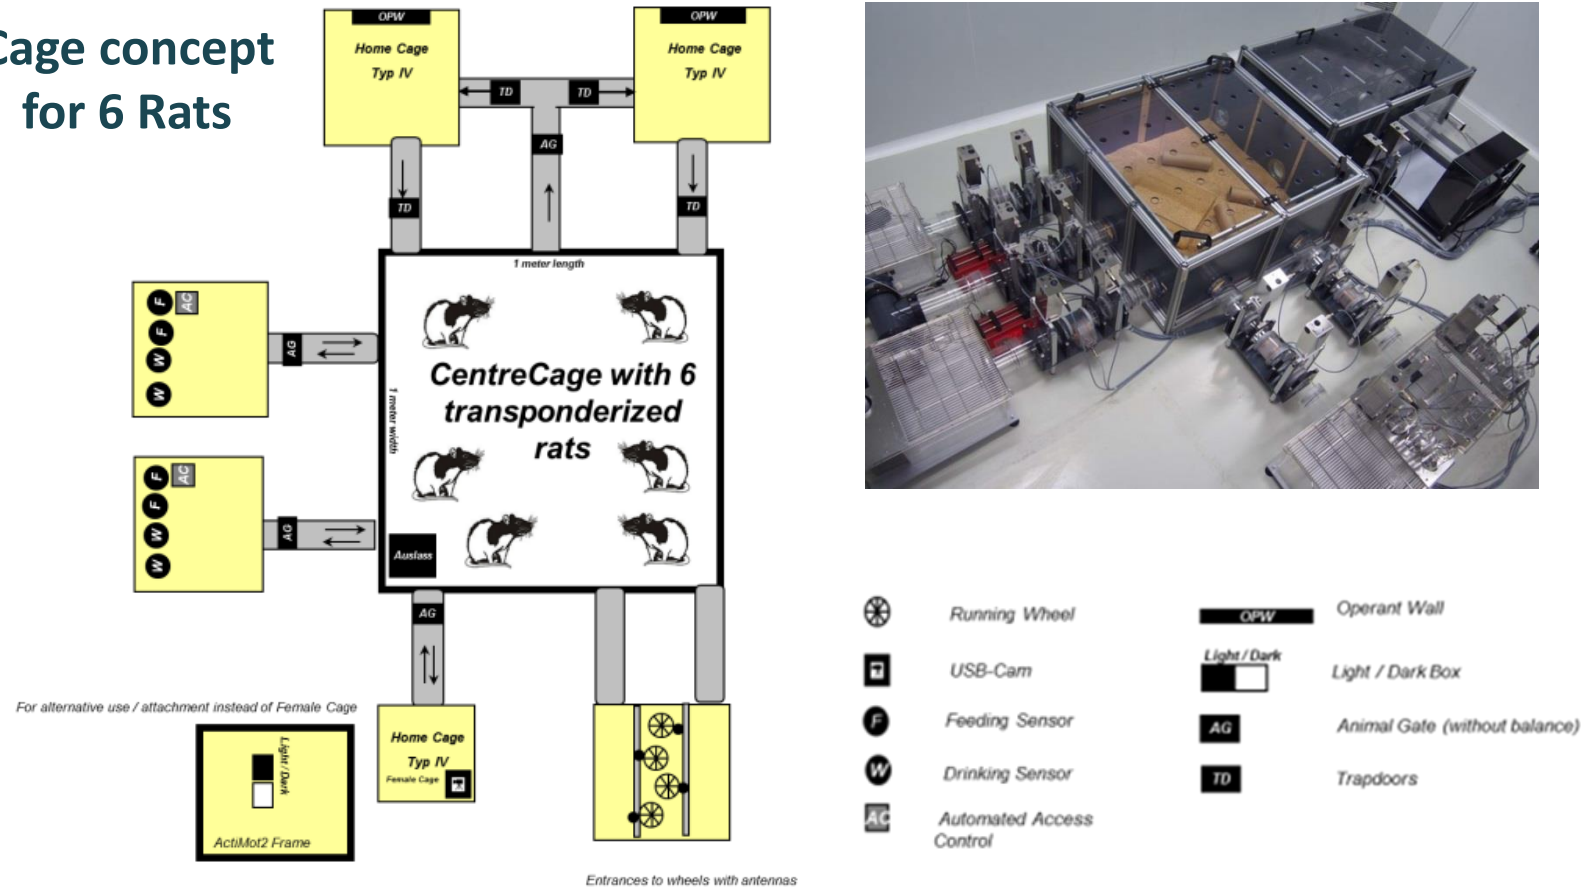 Cage concept
for 6 Rats
OPW
Home Cage
Typ IV
OPW
Home Cage
Typ IV
TD
TD
AG
TD
TD
1 meter length
F
AC
F
W
W
AG
1 meter width
CentreCage with 6
transponderized
rats
F
AC
F
W
W
AG
Auslass
AG
For alternative use / attachment instead of Female Cage
Light / Dark
ActiMot2 Frame
Home Cage
Typ IV
Female Cage
Entrances to wheels with antennas
Running Wheel
USB-Cam
F
Feeding Sensor
W
Drinking Sensor
AC
Automated Access
Control
OPW
Operant Wall
Light / Dark
Light / Dark Box
AG
Animal Gate (without balance)
TD
Trapdoors